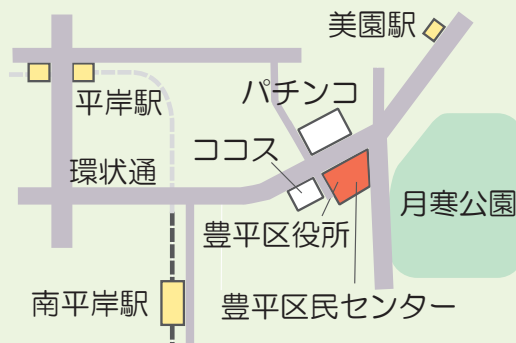 美園駅
パチンコ
平岸駅
ココス
環状通
月寒公園
豊平区役所
南平岸駅
豊平区民センター